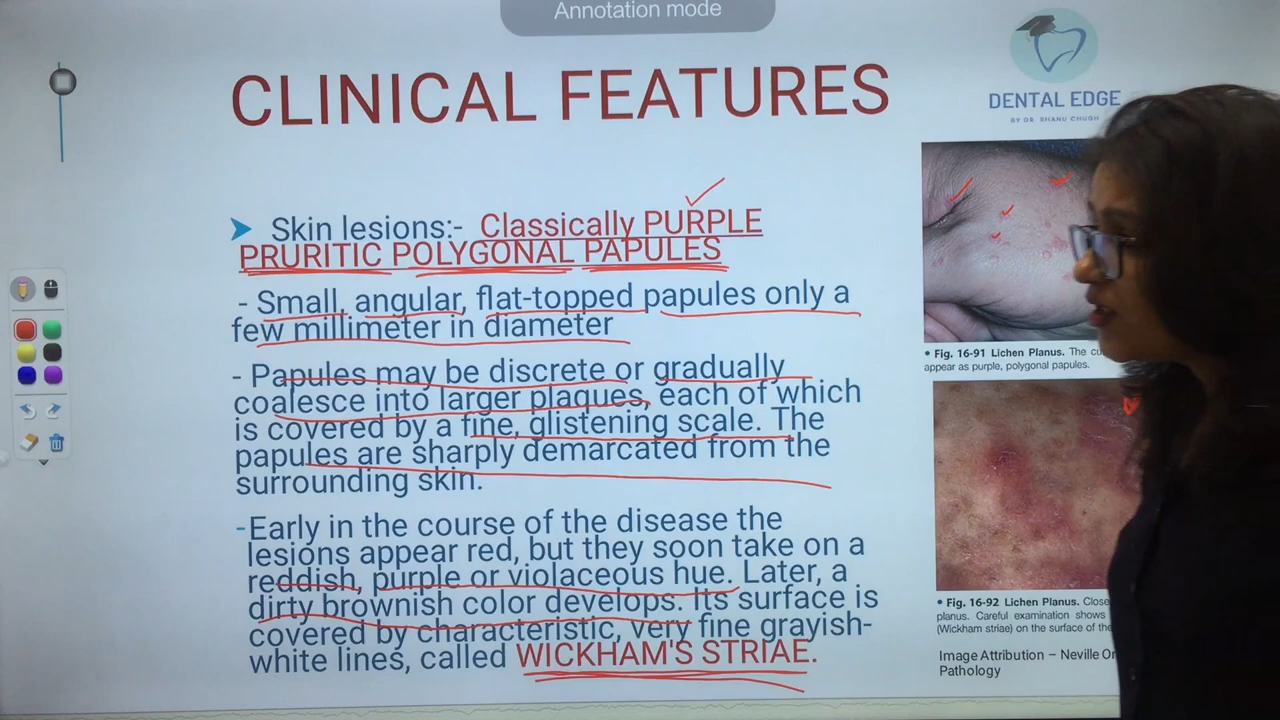 Annotation mode
DENTAL EDGE
BY DR. SHANU CHUGH
CLINICAL FEATURES
Skin lesions:- Classically PURPLE
PRURITIC POLYGONAL PAPULES
- Small, angular, flat-topped papules only a
few millimeter in diameter
- Papules may be discrete or gradually
coalesce into larger plaques, each of which
is covered by a fine, glistening scale. The
papules are sharply demarcated from the
surrounding skin.
-Early in the course of the disease the
lesions appear red, but they soon take on a
reddish, purple or violaceous hue. Later, a
dirty brownish color develops. Its surface is
covered by characteristic, very fine grayish-
white lines, called WICKHAM'S STRIAE.
• Fig. 16-91 Lichen Planus. The
appear as purple, polygonal papules.
• Fig. 16-92 Lichen Planus.
planus. Careful examination shows
(Wickham striae) on the surface of the
Image Attribution – Neville
Pathology